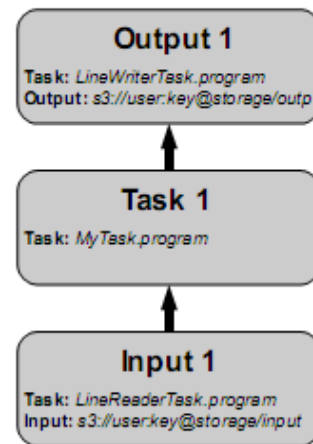 Output 1
Task: LineWriterTask.program
Output: s3://user:key@storage/outp
Task 1
Task: MyTask.program
Input 1
Task: LineReaderTask.program
Input: s3://user:key@storage/input